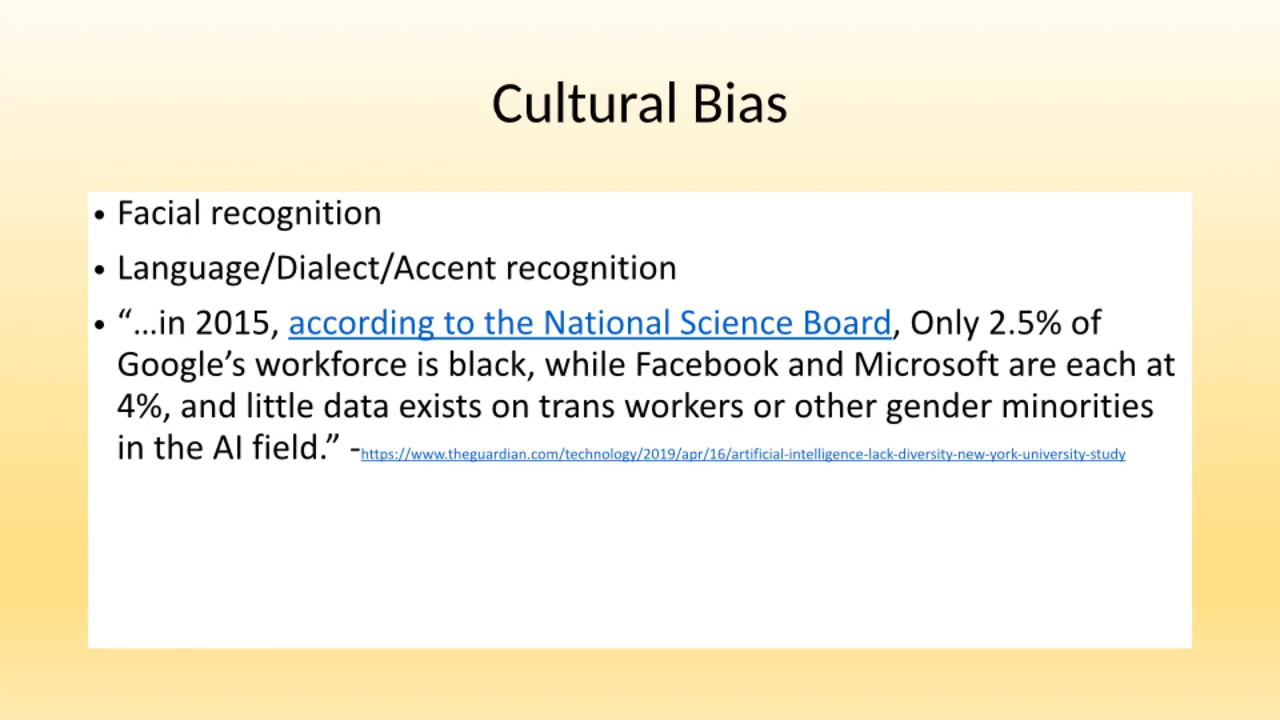 Cultural Bias
• Facial recognition
• Language/Dialect/Accent recognition
• “…in 2015, according to the National Science Board, Only 2.5% of
Google’s workforce is black, while Facebook and Microsoft are each at
4%, and little data exists on trans workers or other gender minorities
in the AI field.” -https://www.theguardian.com/technology/2019/apr/16/artificial-intelligence-lack-diversity-new-york-university-study